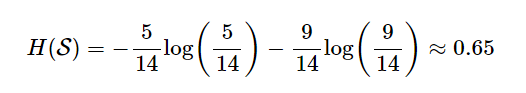 H(𝒮) = −5/14 log(5/14) − 9/14 log(9/14) ≈ 0.65